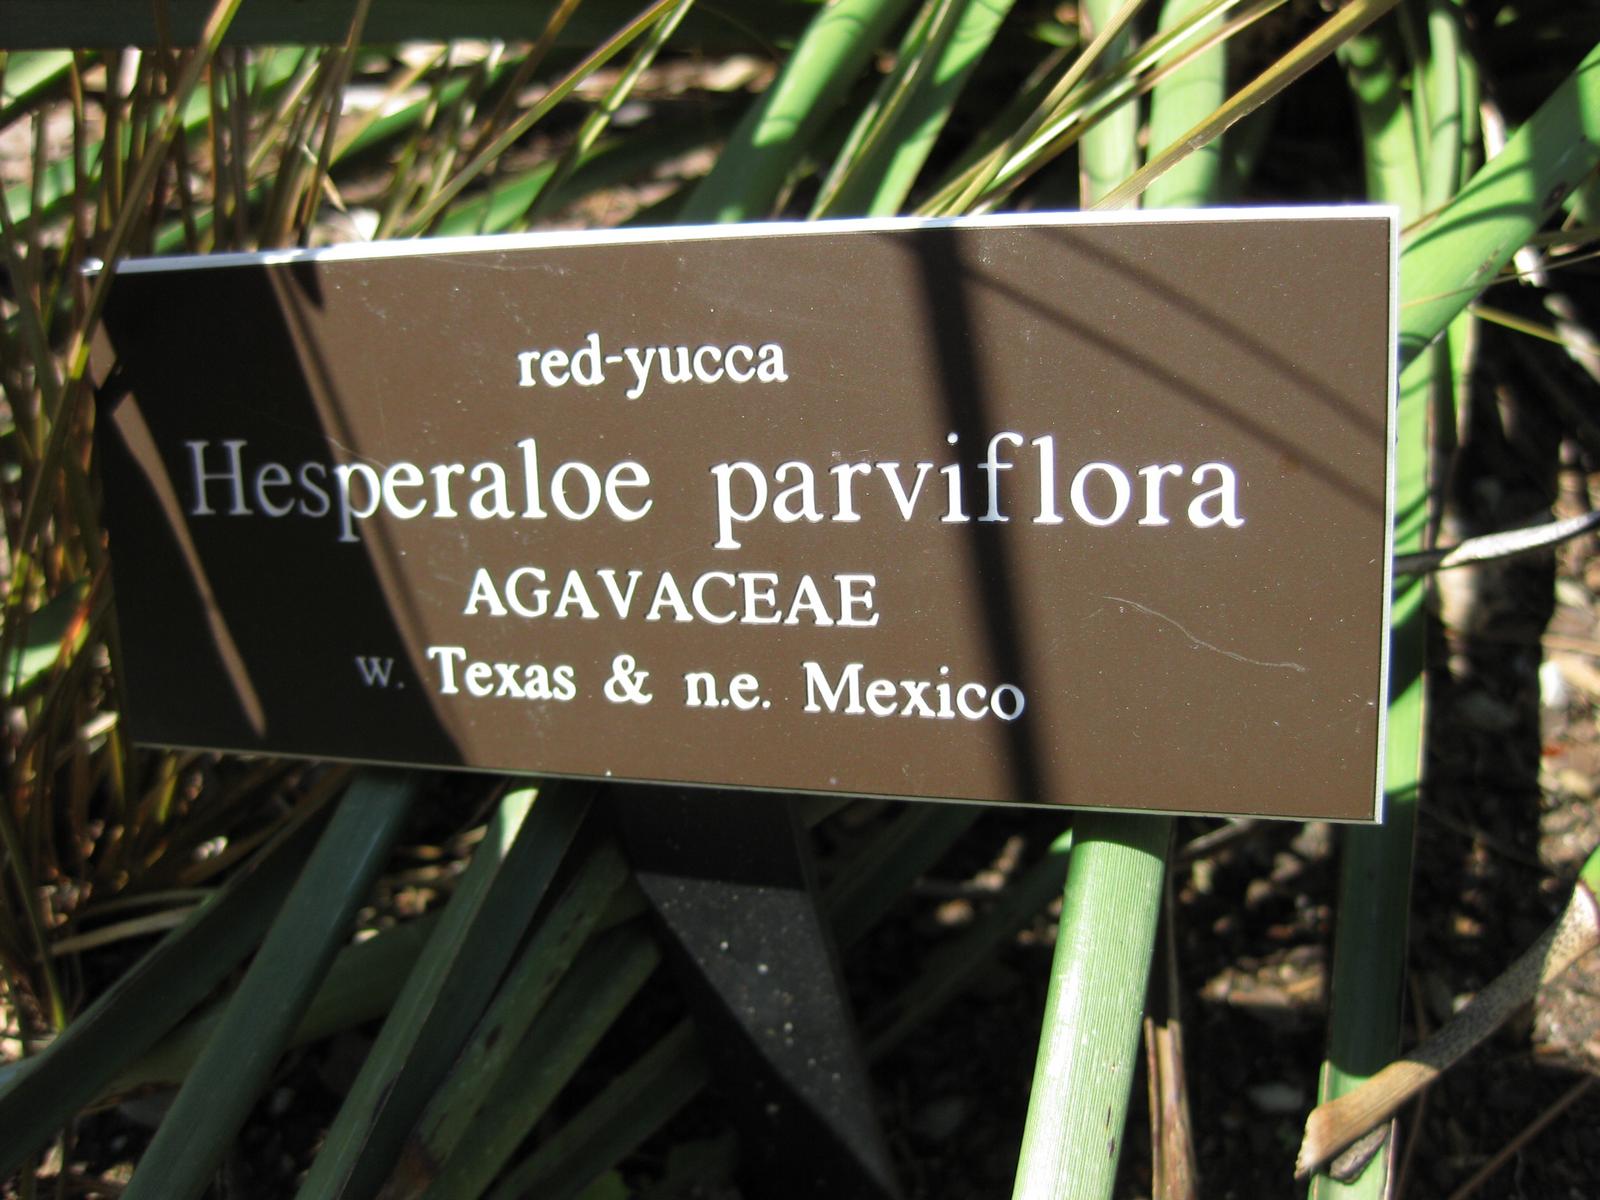 red-yucca
Hesperaloe parviflora
AGAVACEAE
w. Texas & n.e. Mexico